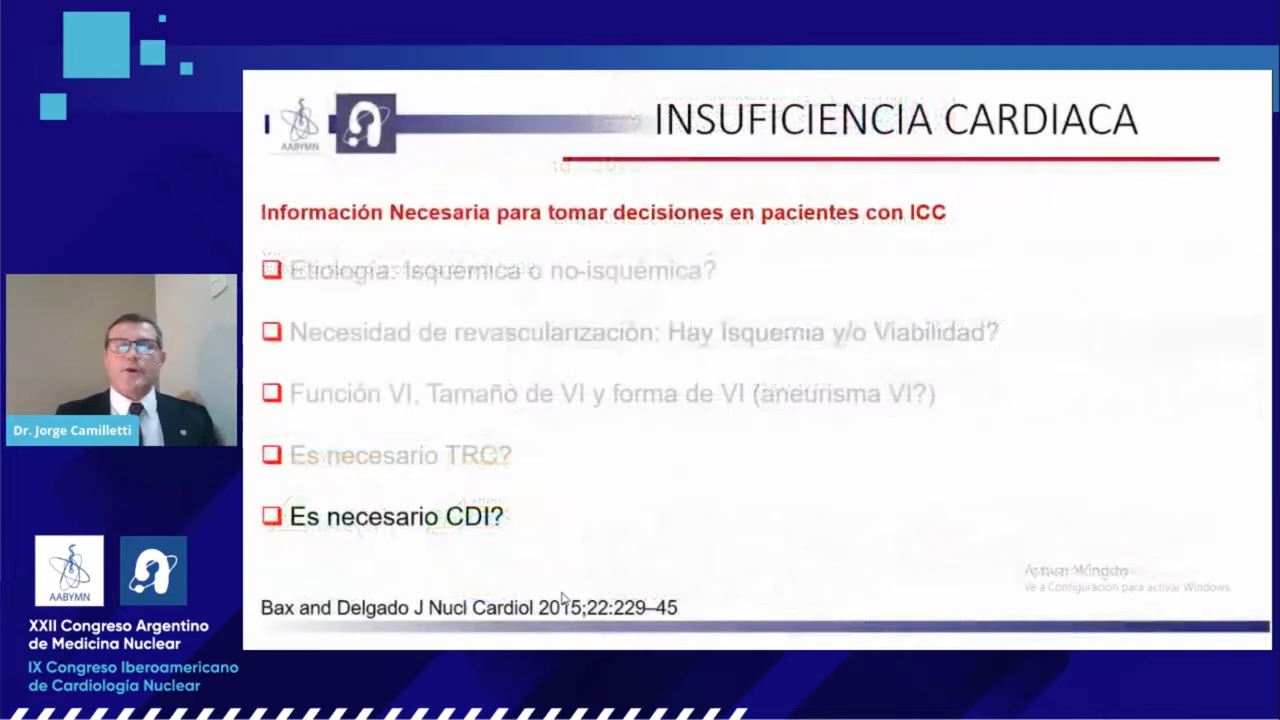 AABYMN
INSUFICIENCIA CARDIACA
Información Necesaria para tomar decisiones en pacientes con ICC
Etiología: Isquémica o no-isquémica?
Necesidad de revascularización: Hay Isquemia y/o Viabilidad?
Función VI, Tamaño de VI y forma de VI (aneurisma VI?)
Es necesario TRC?
Es necesario CDI?
Ve a Configuración para activar Windows.
Bax and Delgado J Nucl Cardiol 2015;22:229–45
Dr. Jorge Camilletti
AABYMN
XXII Congreso Argentino
de Medicina Nuclear
IX Congreso Iberoamericano
de Cardiología Nuclear